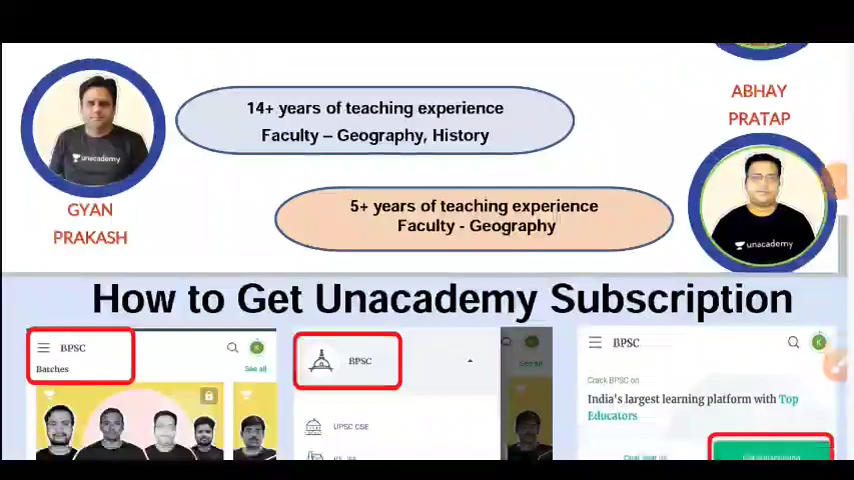 ABHAY
PRATAP
14+ years of teaching experience
Faculty – Geography, History
unacademy
GYAN
PRAKASH
5+ years of teaching experience
Faculty - Geography
unacademy
How to Get Unacademy Subscription
BPSC
Batches
See all
K
BPSC
UPSC CSE
See all
BPSC
K
Crack BPSC on
India's largest learning platform with Top
Educators